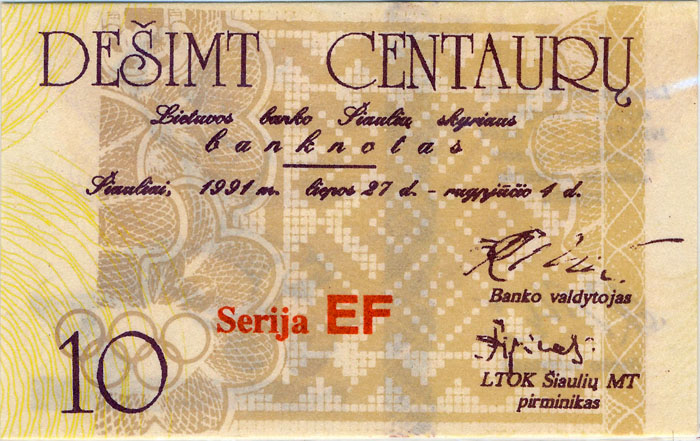 DEŠIMT CENTAURŲ
Lietuvos banko Šiaulių skyriaus
banknotas
Šiauliai, 1991 m. liepos 27 d. - rugpjūčio 4 d.
Banko valdytojas
Serija EF
LTOK Šiaulių MT
pirminikas
10